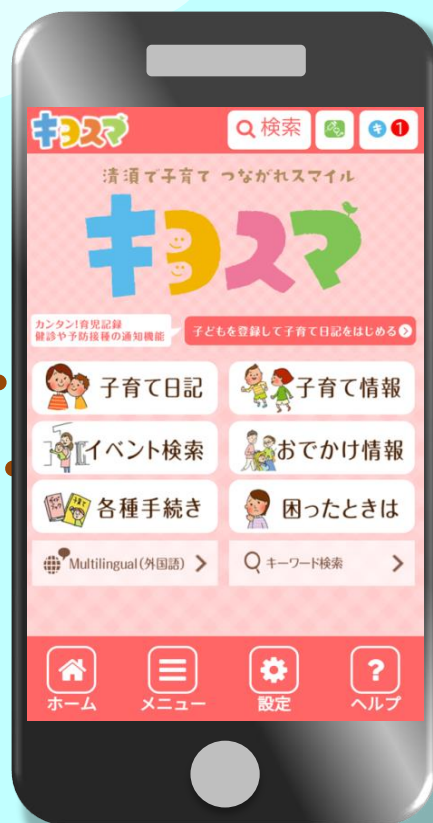 キヨスマ
検索
キ 1
清須で子育て つながれスマイル
キヨスマ
カンタン!育児記録
健診や予防接種の通知機能
子どもを登録して子育て日記をはじめる
子育て日記
子育て情報
イベント検索
おでかけ情報
各種手続き
困ったときは
Multilingual(外国語)
キーワード検索
ホーム
メニュー
設定
?
ヘルプ